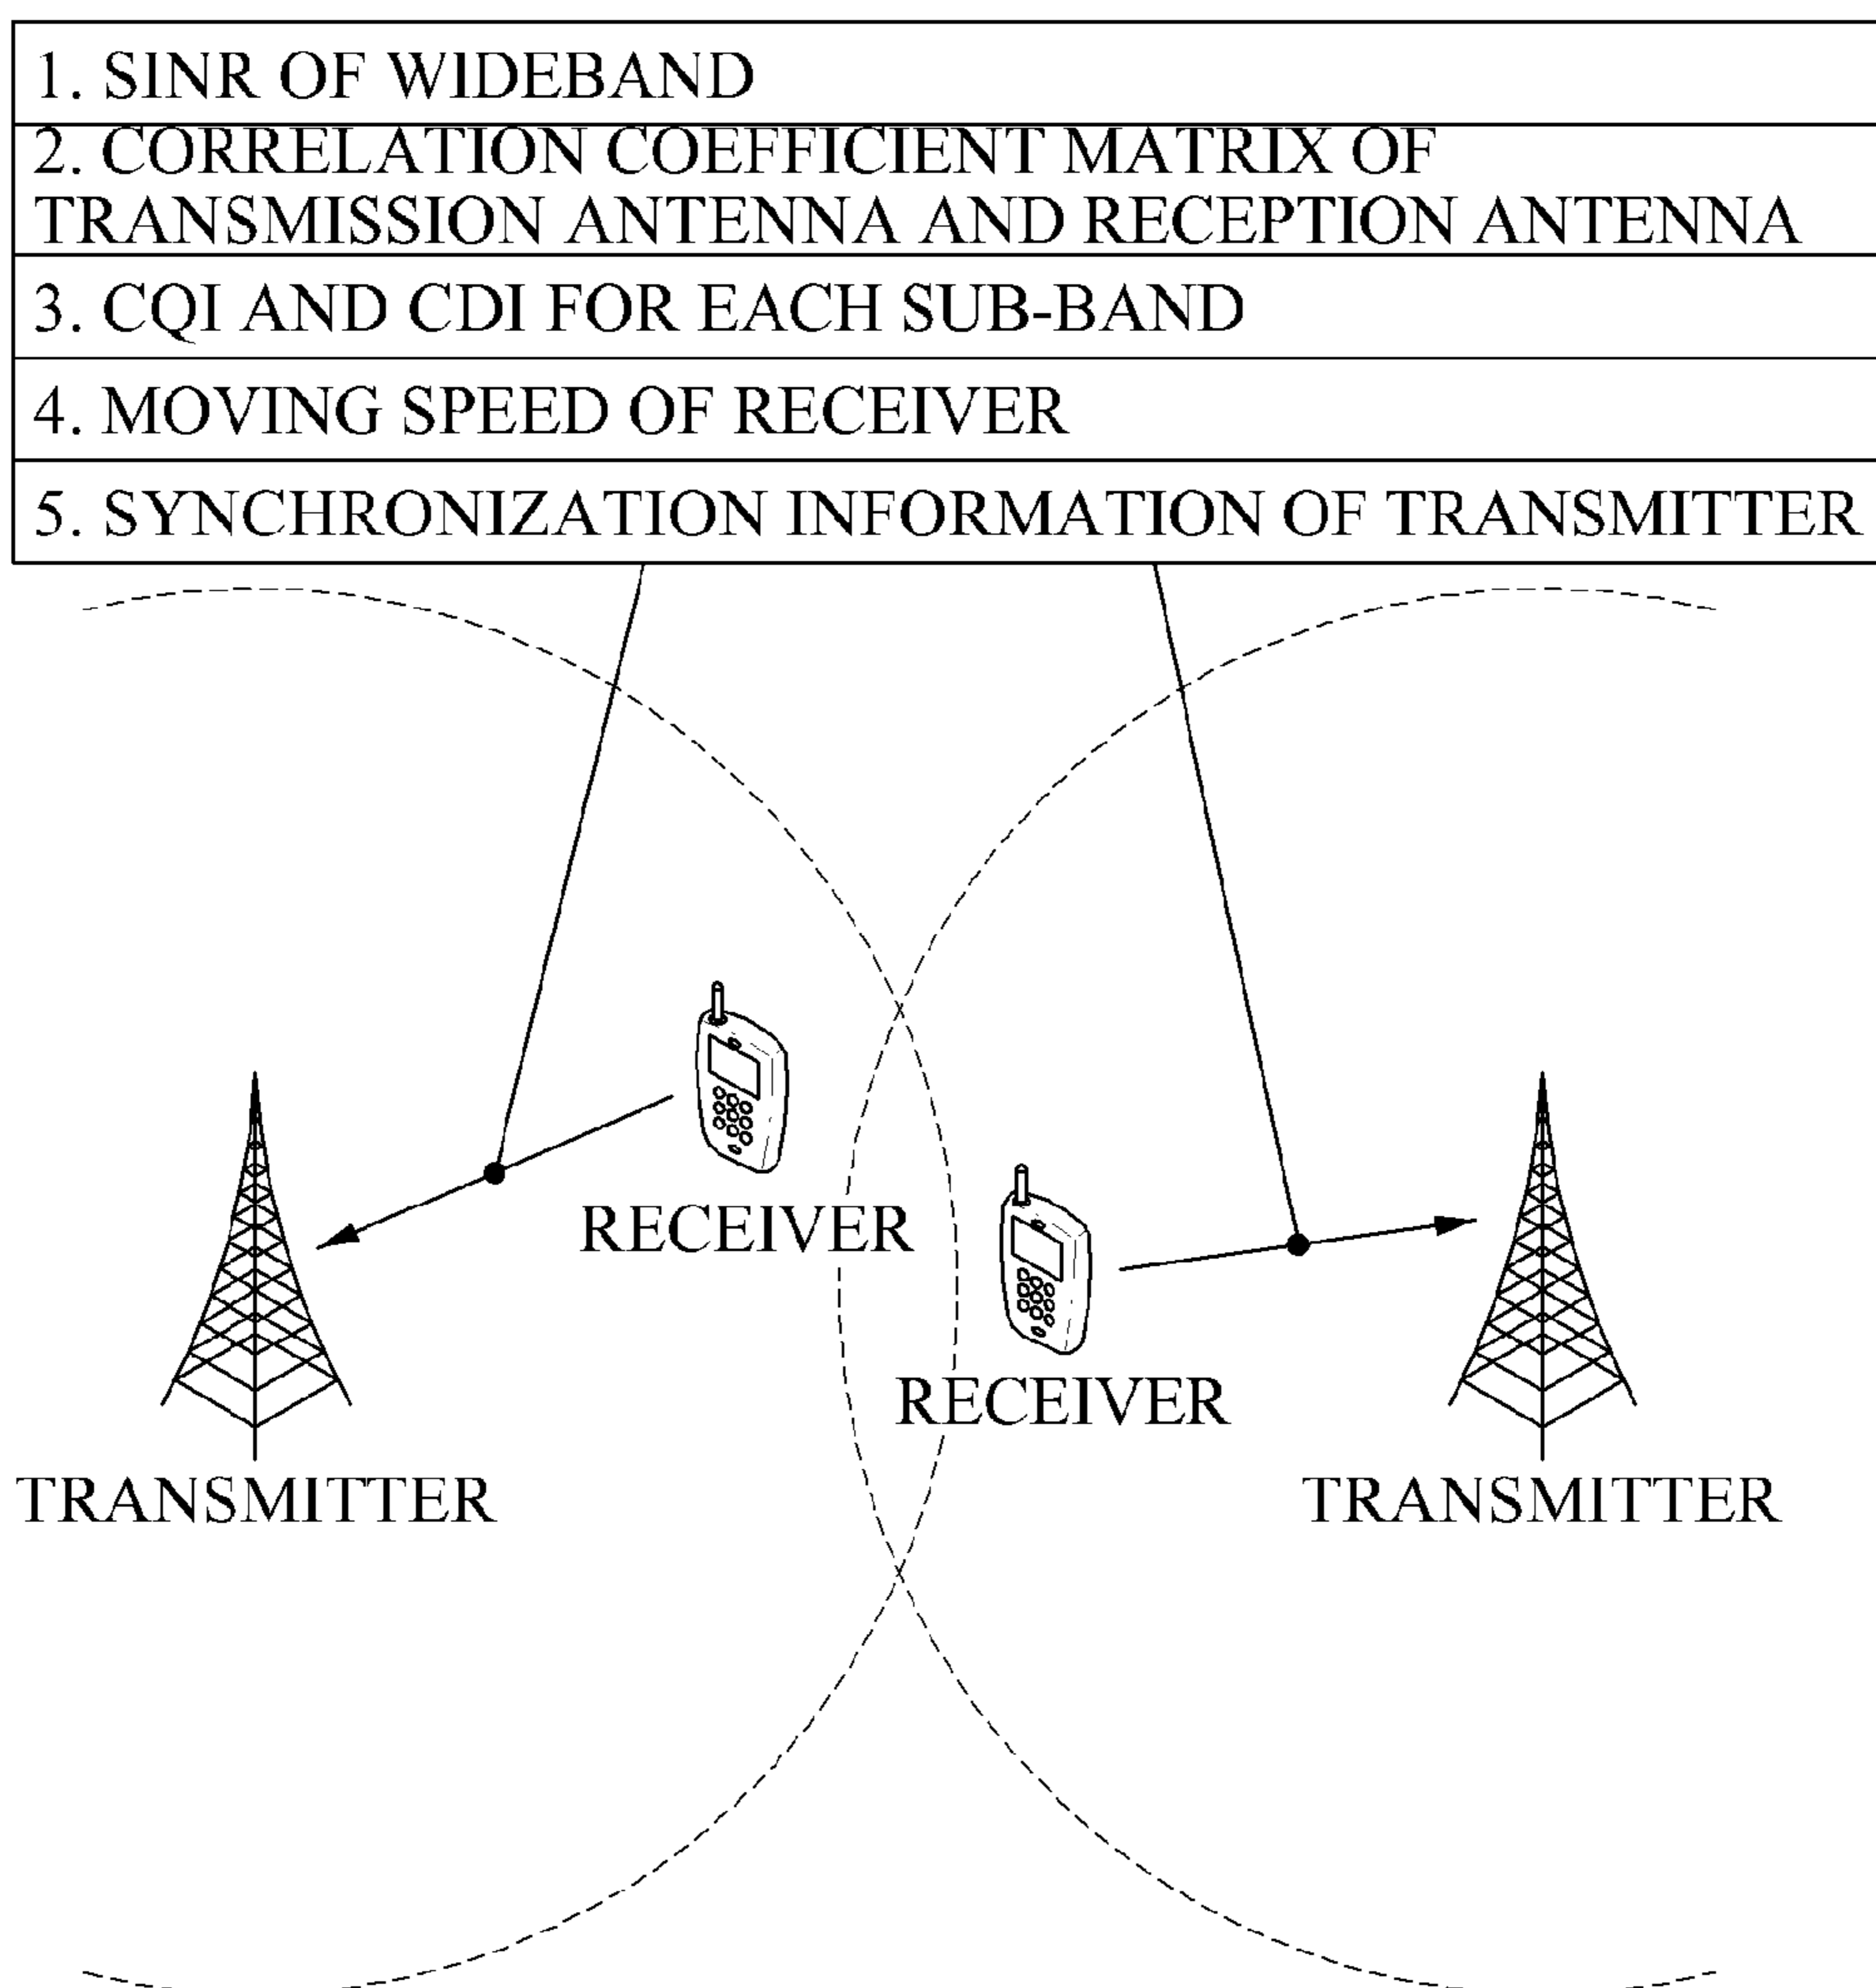 1. SINR OF WIDEBAND
2. CORRELATION COEFFICIENT MATRIX OF
TRANSMISSION ANTENNA AND RECEPTION ANTENNA
3. CQI AND CDI FOR EACH SUB-BAND
4. MOVING SPEED OF RECEIVER
5. SYNCHRONIZATION INFORMATION OF TRANSMITTER
RECEIVER
RECEIVER
TRANSMITTER
TRANSMITTER